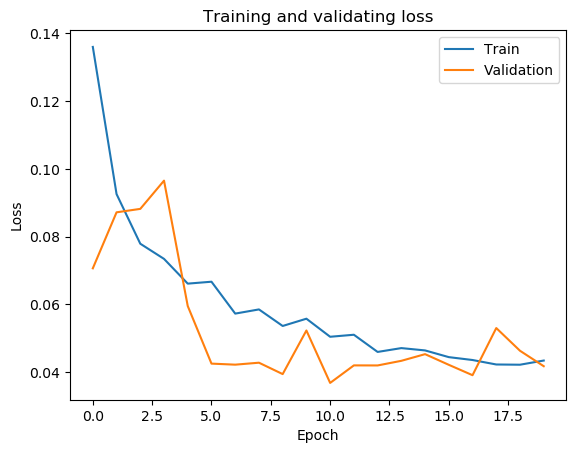 Training and validating loss
0.14
0.12
0.10
0.08
0.06
0.04
Loss
Train
Validation
0.0 2.5 5.0 7.5 10.0 12.5 15.0 17.5
Epoch